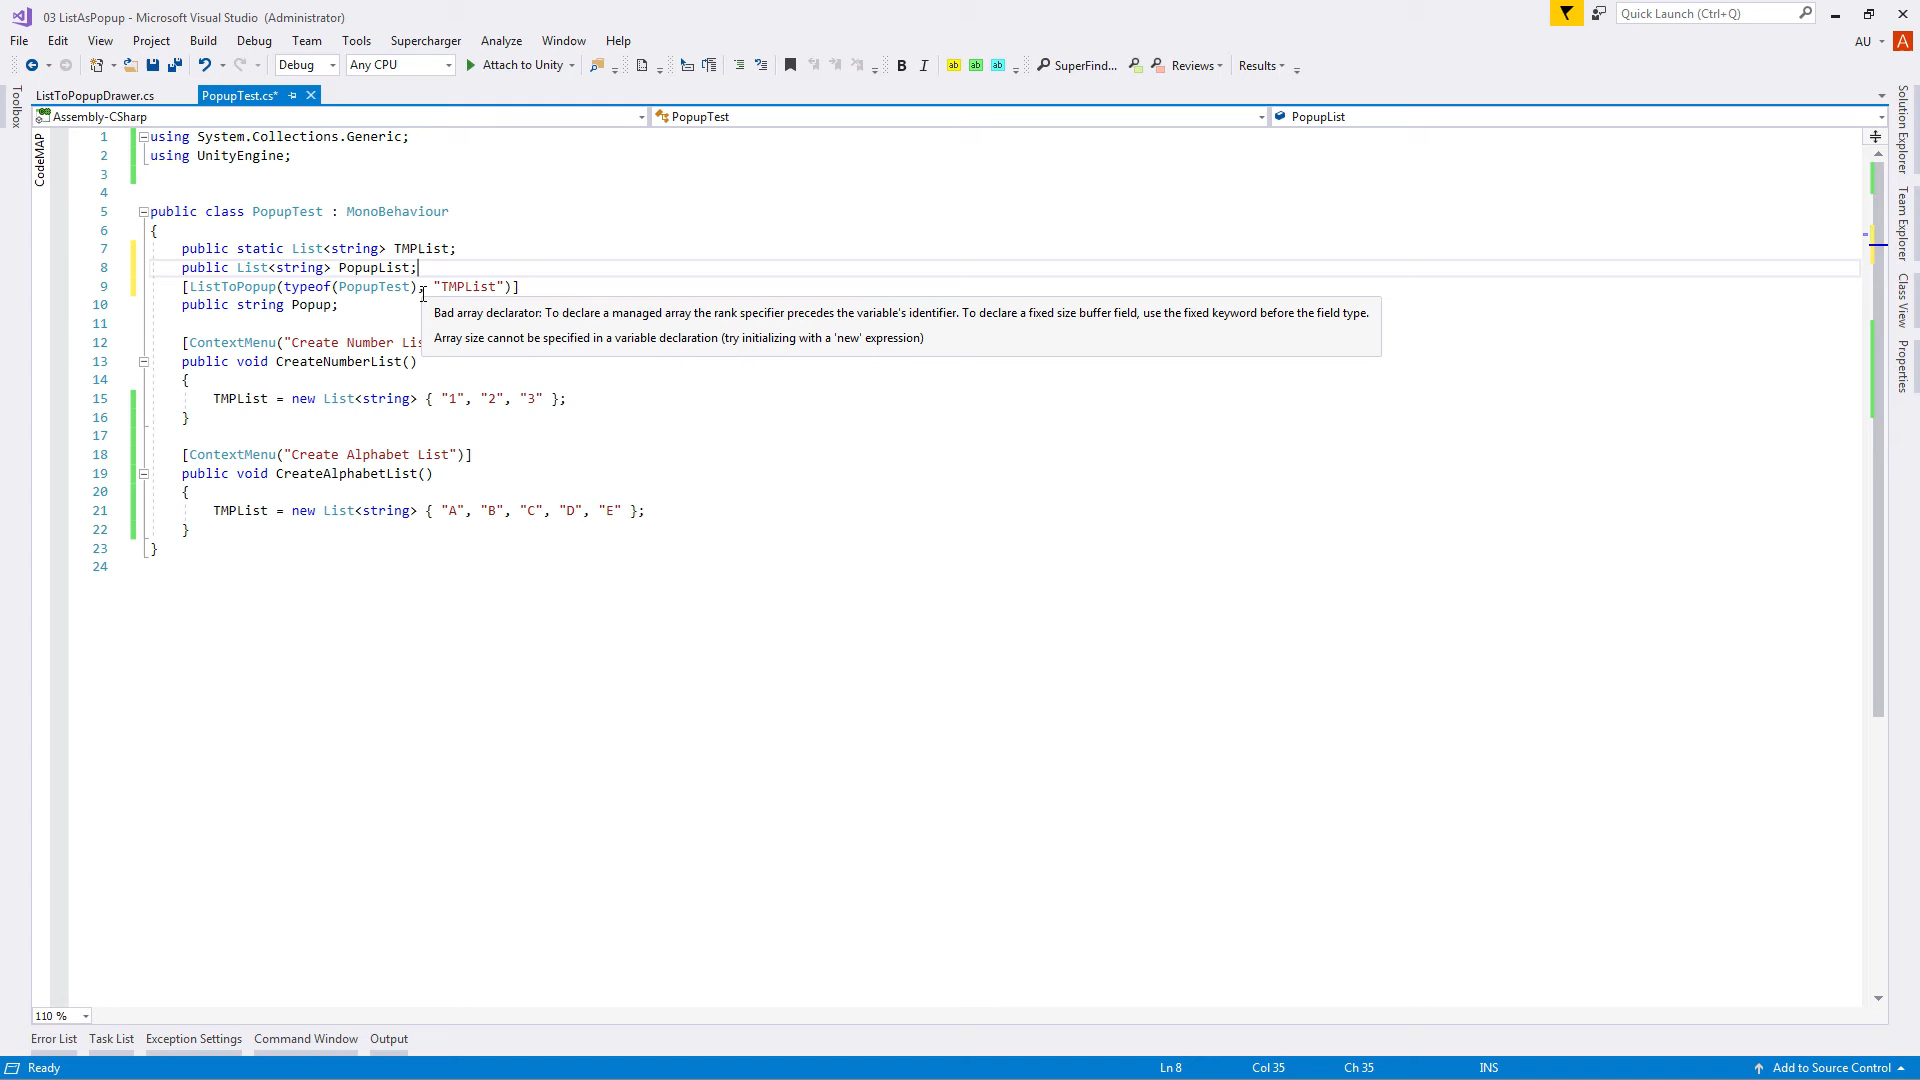 03 ListAsPopup - Microsoft Visual Studio (Administrator)
Quick Launch (Ctrl+Q)
File Edit View Project Build Debug Team Tools Supercharger Analyze Window Help
AU A
Debug Any CPU Attach to Unity B I ab ab ab SuperFind... Reviews Results
ListToPopupDrawer.cs PopupTest.cs*
Assembly-CSharp PopupTest PopupList
Toolbox
CodeMAP
1 using System.Collections.Generic;
2 using UnityEngine;
3
4
5 public class PopupTest : MonoBehaviour
6 {
7 public static List<string> TMPList;
8 public List<string> PopupList;
9 [ListToPopup(typeof(PopupTest), "TMPList")]
10 public string Popup;
Bad array declarator: To declare a managed array the rank specifier precedes the variable's identifier. To declare a fixed size buffer field, use the fixed keyword before the field type.
Array size cannot be specified in a variable declaration (try initializing with a 'new' expression)
11
12 [ContextMenu("Create Number Lis
13 public void CreateNumberList()
14 {
15 TMPList = new List<string> { "1", "2", "3" };
16 }
17
18 [ContextMenu("Create Alphabet List")]
19 public void CreateAlphabetList()
20 {
21 TMPList = new List<string> { "A", "B", "C", "D", "E" };
22 }
23 }
24
Solution Explorer
Team Explorer
Class View
Properties
110 %
Error List Task List Exception Settings Command Window Output
Ready Ln 8 Col 35 Ch 35 INS Add to Source Control